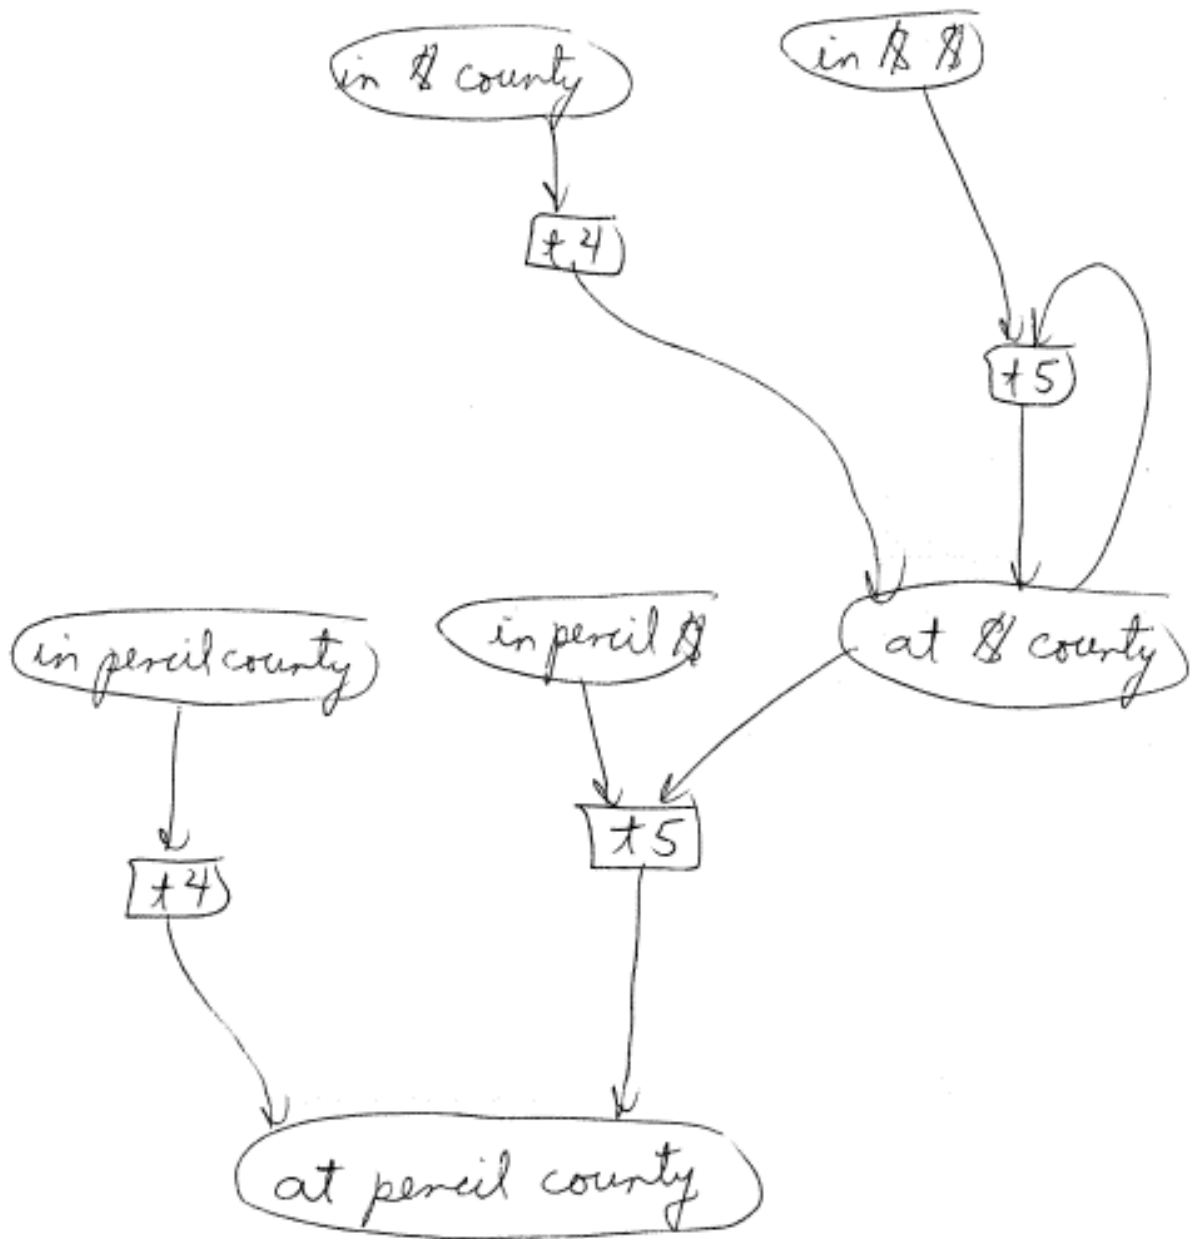 in $ county
in $ $
t4
t5
in pencil county
in pencil $
at $ county
t5
t4
at pencil county